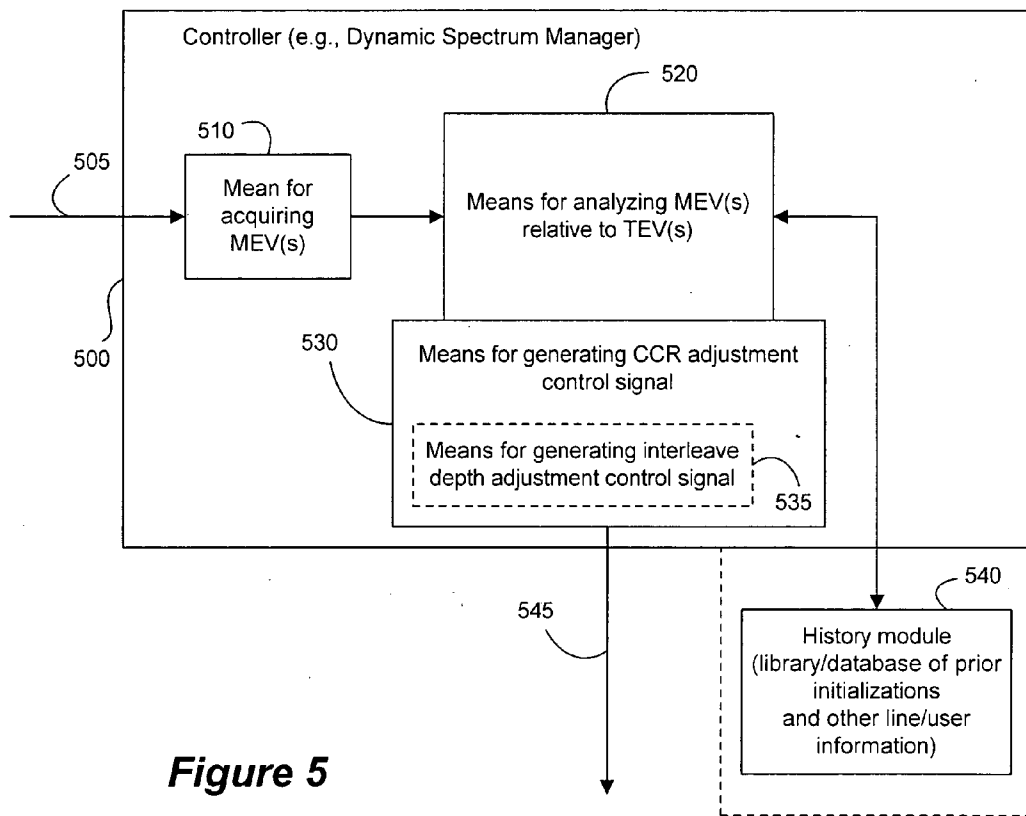 Controller (e.g., Dynamic Spectrum Manager)
520
510
505
Mean for
acquiring
MEV(s)
Means for analyzing MEV(s)
relative to TEV(s)
500
530
Means for generating CCR adjustment
control signal
Means for generating interleave
depth adjustment control signal
535
545
540
History module
(library/database of prior
initializations
and other line/user
information)
Figure 5